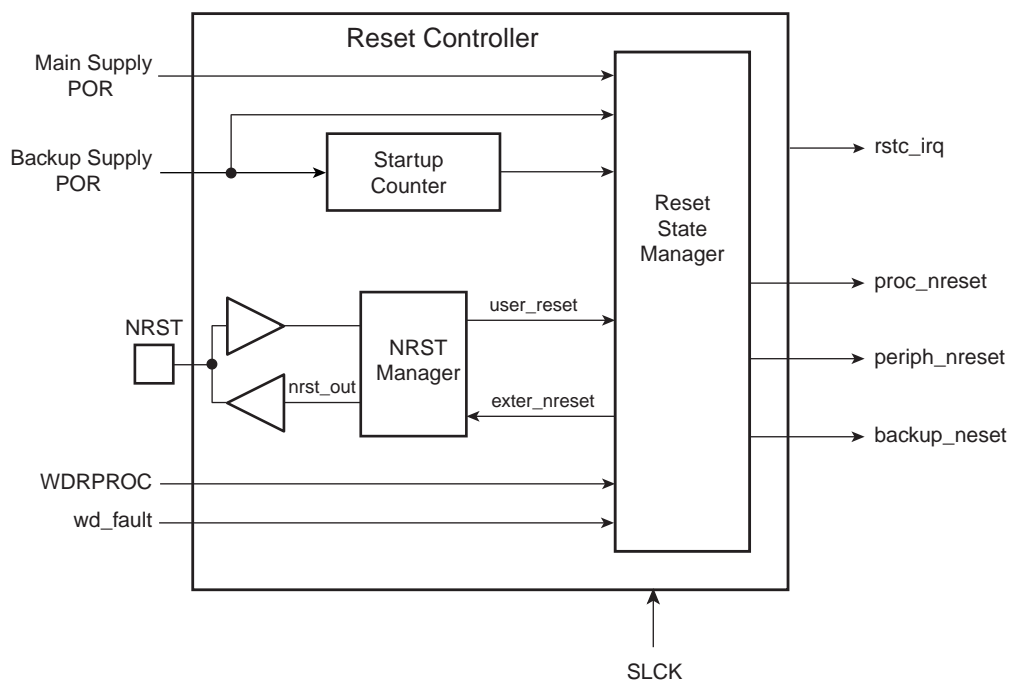 Reset Controller
Main Supply
POR
Backup Supply
POR
Startup
Counter
Reset
State
Manager
rstc_irq
proc_nreset
periph_nreset
backup_neset
NRST
NRST
Manager
user_reset
nrst_out
exter_nreset
WDRPROC
wd_fault
SLCK